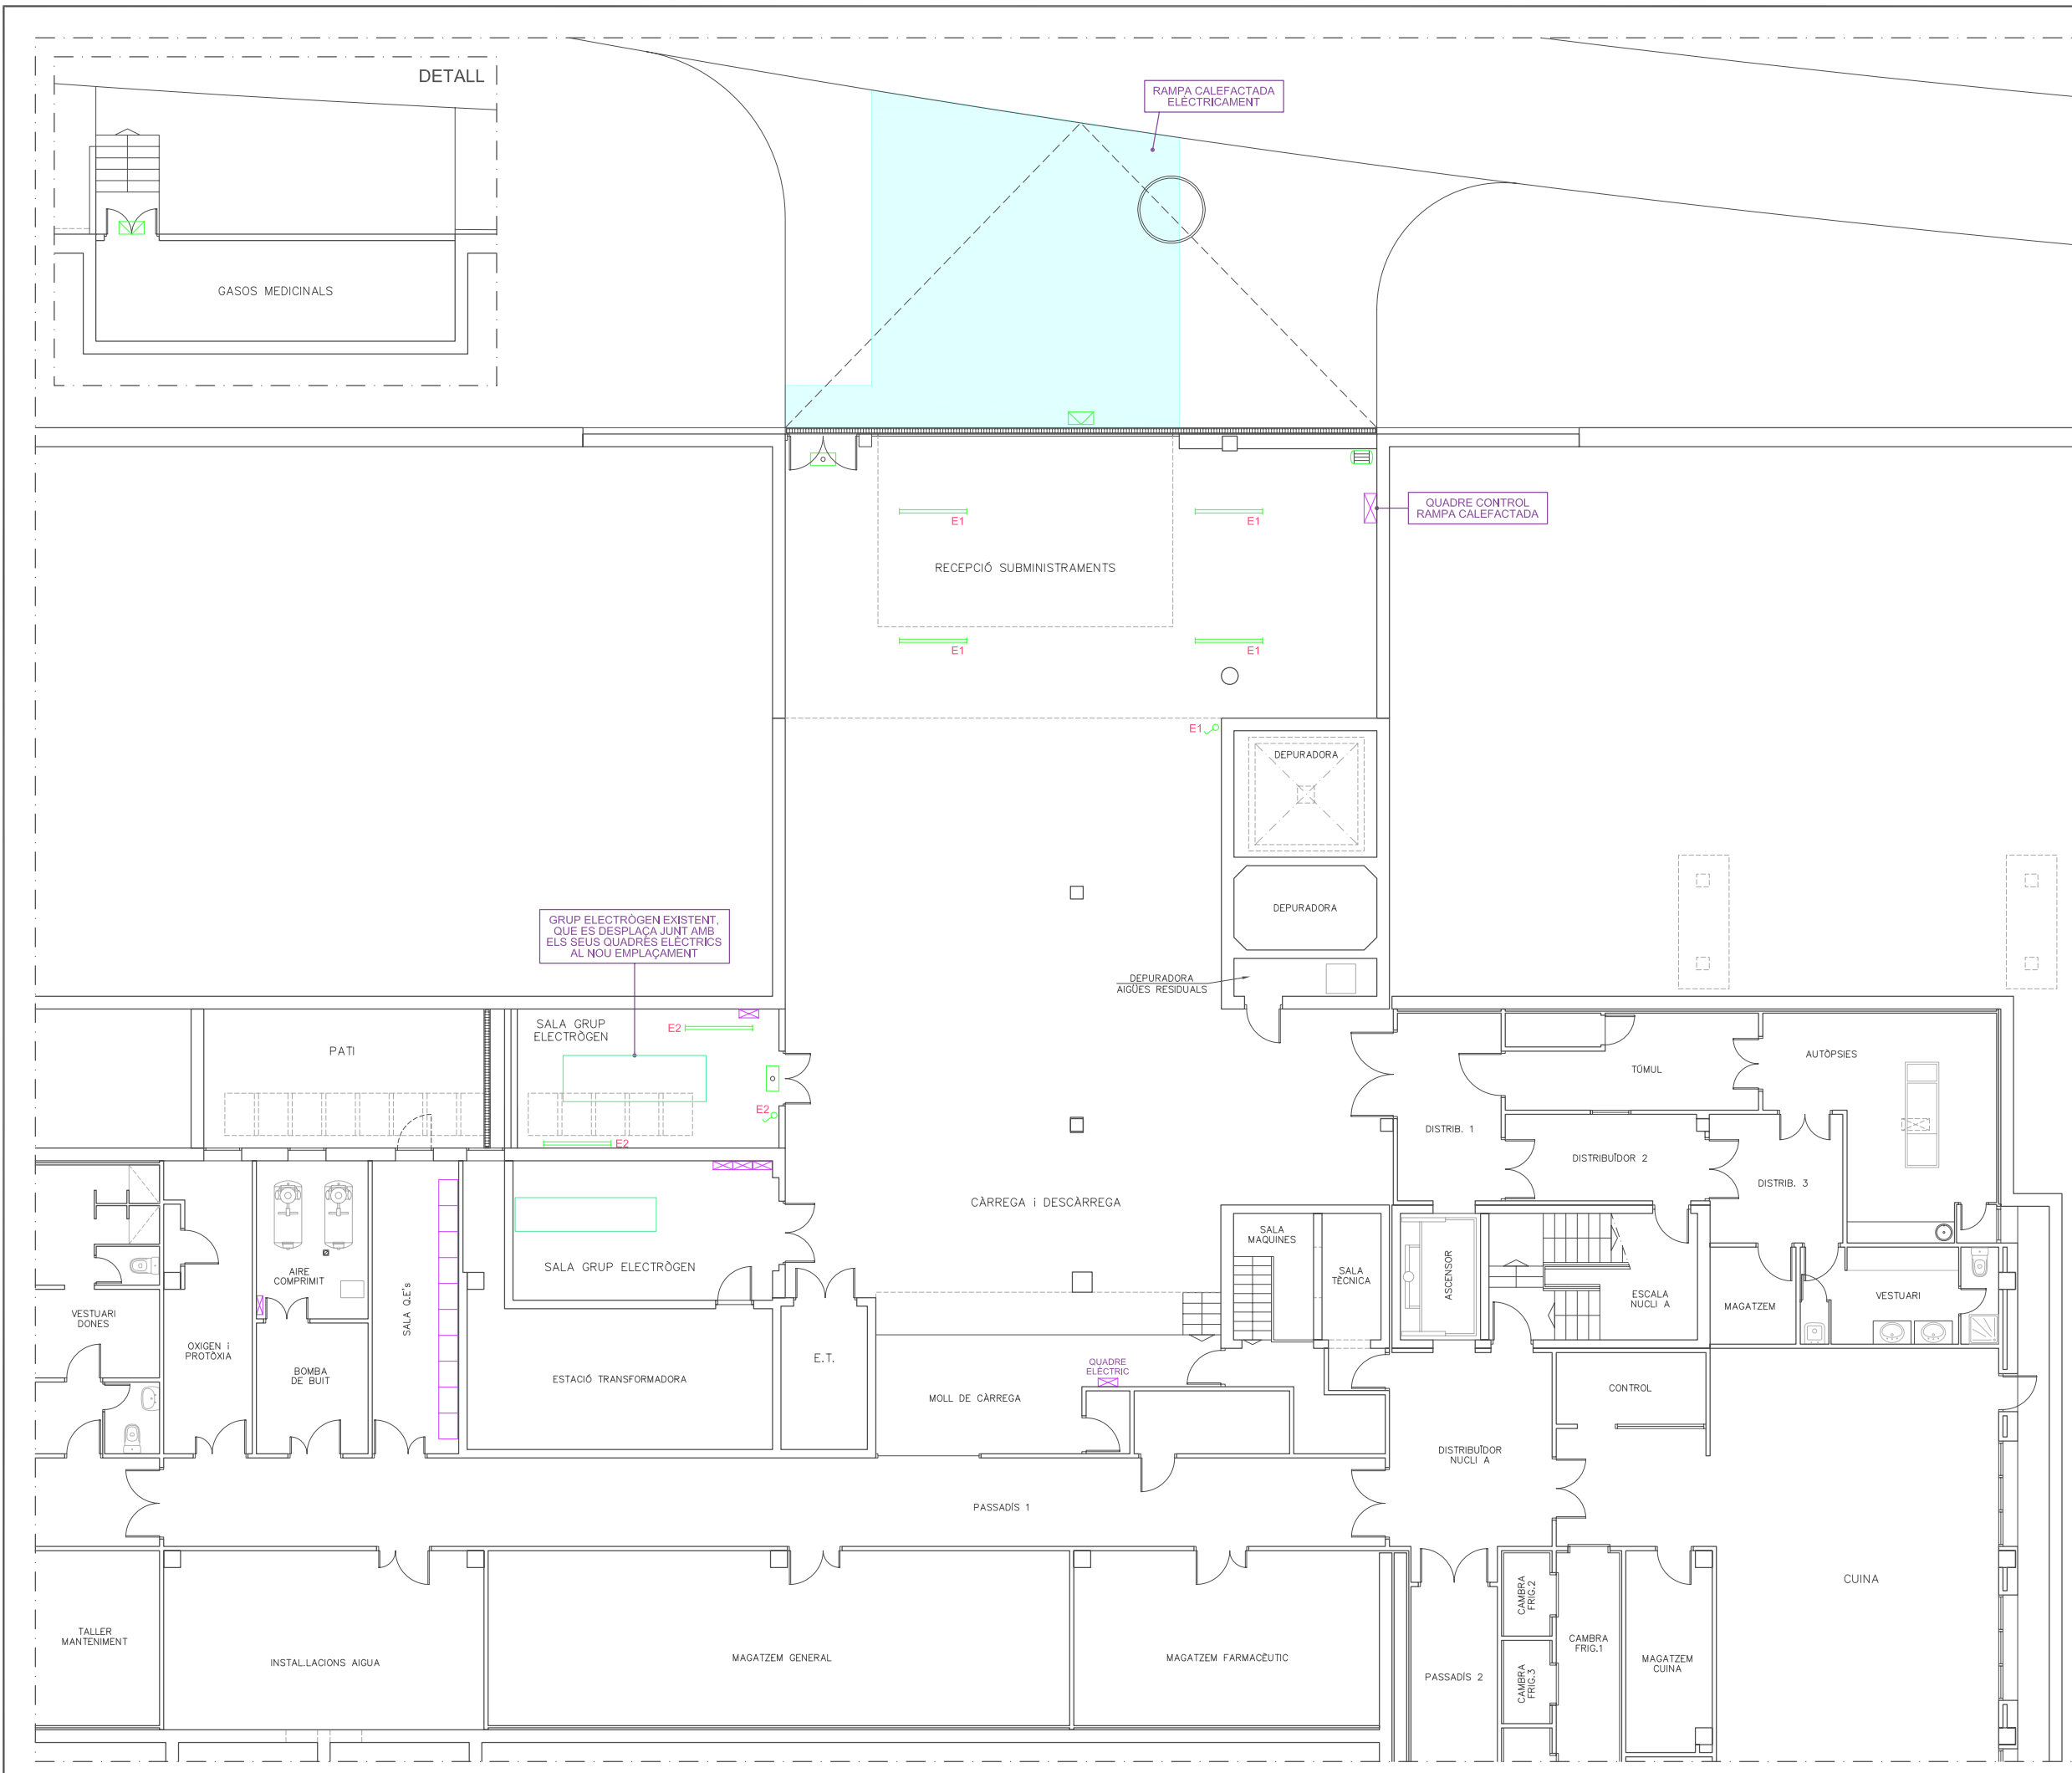 DETALL
RAMPA CALEFACTADA
ELÈCTRICAMENT
GASOS MEDICINALS
QUADRE CONTROL
RAMPA CALEFACTADA
E1
E1
RECEPCIÓ SUBMINISTRAMENTS
E1
E1
E1
DEPURADORA
DEPURADORA
GRUP ELECTRÒGEN EXISTENT,
QUE ES DESPLAÇA JUNT AMB
ELS SEUS QUADRES ELÈCTRICS
AL NOU EMPLAÇAMENT
DEPURADORA
AIGÜES RESIDUALS
SALA GRUP
ELECTRÒGEN
E2
PATI
AUTÒPSIES
TÚMUL
E2
E2
DISTRIB. 1
DISTRIBUÏDOR 2
DISTRIB. 3
CÀRREGA i DESCÀRREGA
SALA
MAQUINES
SALA
TÈCNICA
ASCENSOR
ESCALA
NUCLI A
MAGATZEM
VESTUARI
SALA GRUP ELECTRÒGEN
AIRE
COMPRIMIT
SALA Q.E's
VESTUARI
DONES
OXIGEN i
PROTÒXIA
BOMBA
DE BUIT
ESTACIÓ TRANSFORMADORA
E.T.
QUADRE
ELÈCTRIC
MOLL DE CÀRREGA
CONTROL
DISTRIBUÏDOR
NUCLI A
PASSADÍS 1
CUINA
TALLER
MANTENIMENT
INSTAL.LACIONS AIGUA
MAGATZEM GENERAL
MAGATZEM FARMACÈUTIC
PASSADÍS 2
CAMBRA
FRIG.2
CAMBRA
FRIG.3
CAMBRA
FRIG.1
MAGATZEM
CUINA